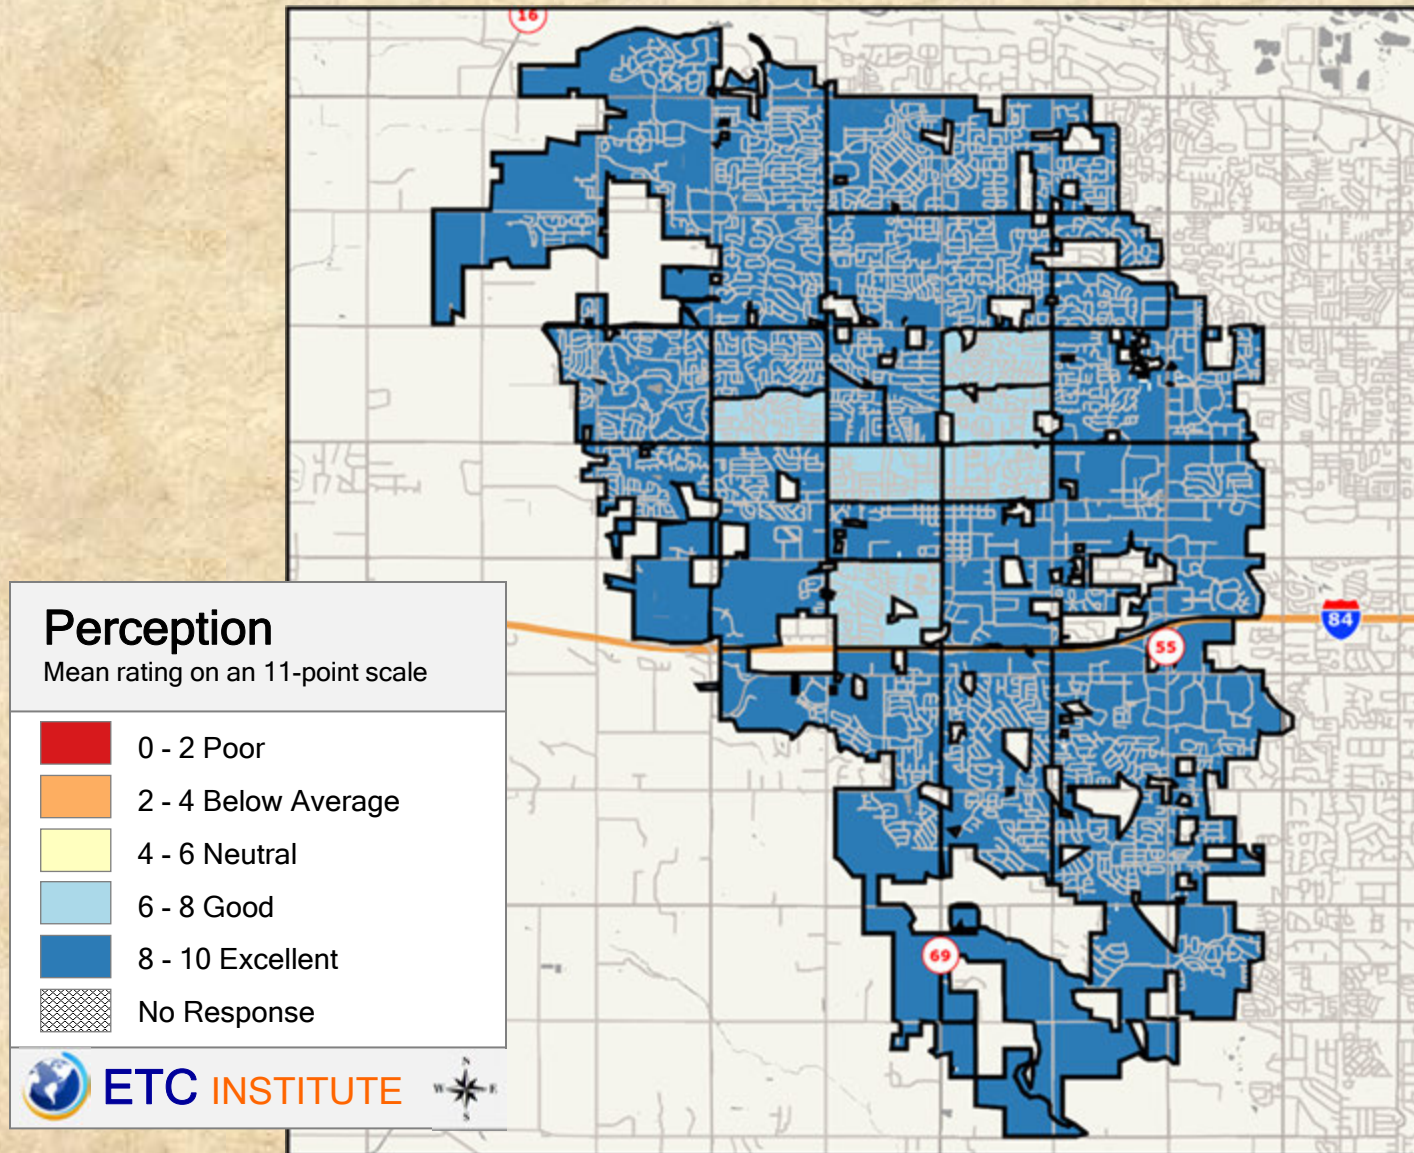 16
84
55
69
Perception
Mean rating on an 11-point scale
0 - 2 Poor
2 - 4 Below Average
4 - 6 Neutral
6 - 8 Good
8 - 10 Excellent
No Response
ETC INSTITUTE
N
W E
S